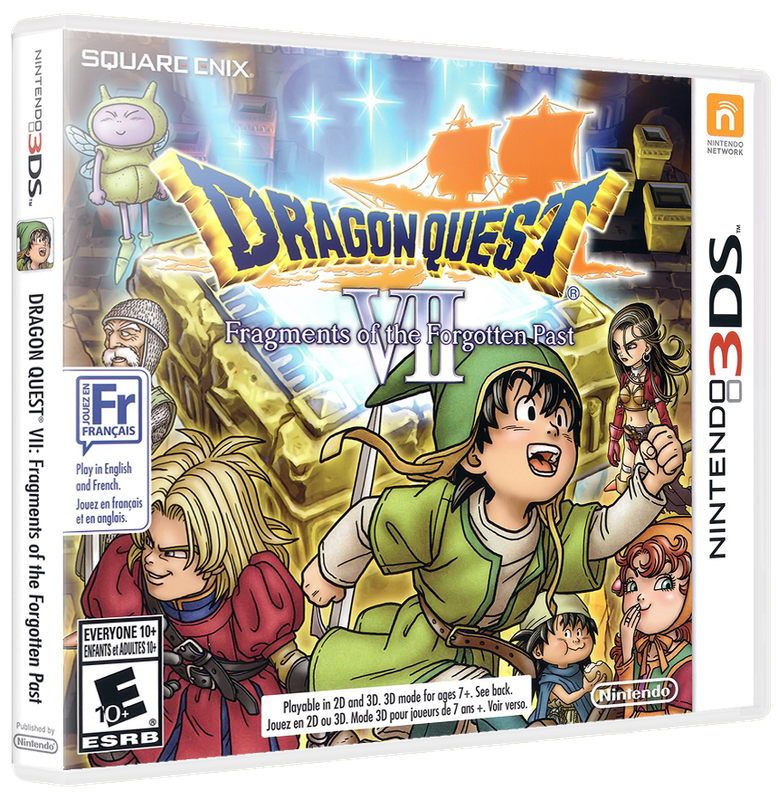 NINTENDO 3DS™
DRAGON QUEST® VII: Fragments of the Forgotten Past
Published by
Nintendo
SQUARE ENIX®
DRAGON QUEST®
VII
Fragments of the Forgotten Past
JOUEZ EN
Fr
FRANÇAIS
Play in English
and French.
Jouez en français
et en anglais.
EVERYONE 10+
ENFANTS et ADULTES 10+
E
10+
®
ESRB
Playable in 2D and 3D. 3D mode for ages 7+. See back.
Jouez en 2D ou 3D. Mode 3D pour joueurs de 7 ans +. Voir verso.
Nintendo
NINTENDO
NETWORK™
NINTENDO 3DS™